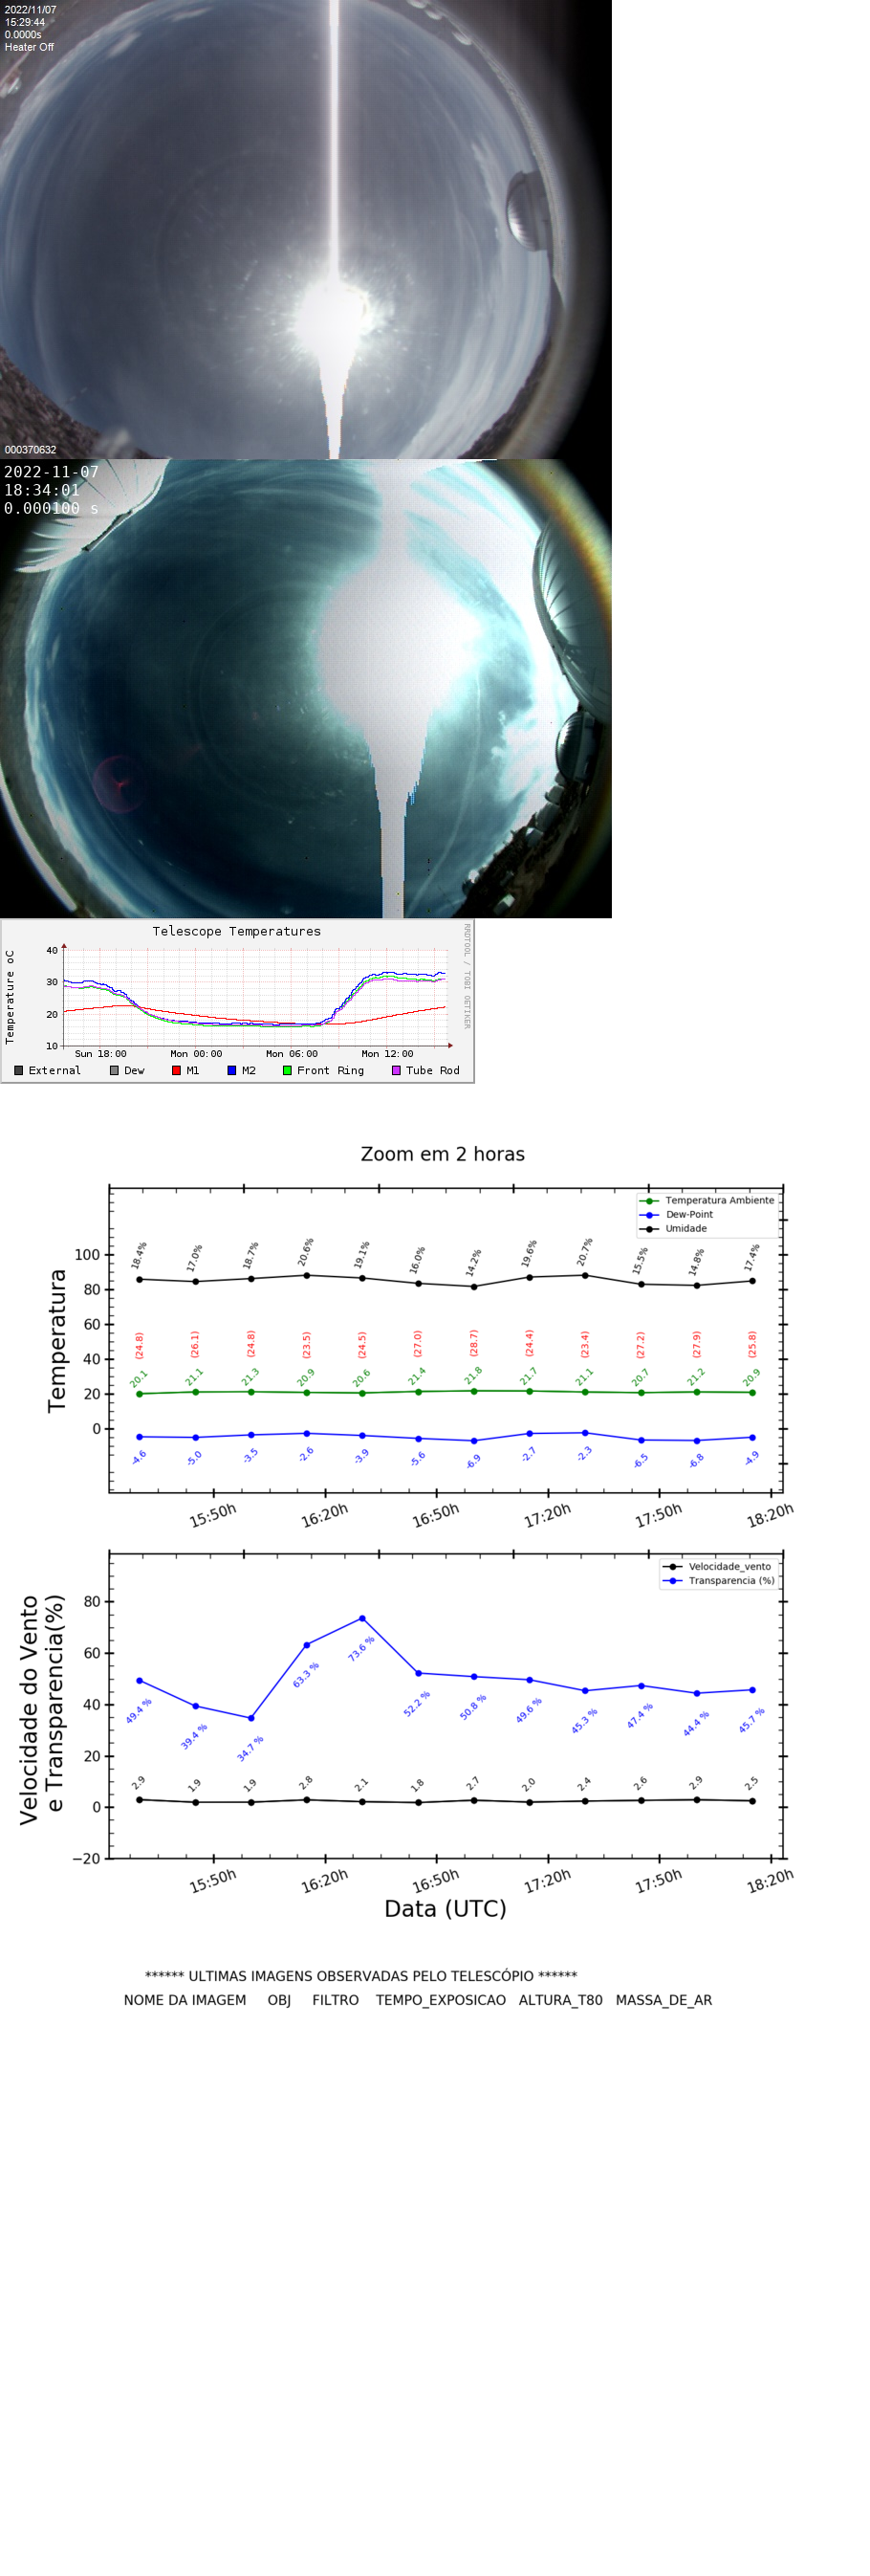 2022/11/07
15:29:44
0.0000s
Heater Off
000370632
2022-11-07
18:34:01
0.000100 s
Telescope Temperatures
RRDTOOL / TOBI OETIKER
Temperature oC
40
30
20
10
Sun 18:00 Mon 00:00 Mon 06:00 Mon 12:00
External Dew M1 M2 Front Ring Tube Rod
Zoom em 2 horas
Temperatura Ambiente
Dew-Point
Umidade
Temperatura
100
80
60
40
20
0
18.4% 17.0% 18.7% 20.6% 19.1% 16.0% 14.2% 19.6% 20.7% 15.5% 14.8% 17.4%
(24.8) (26.1) (24.8) (23.5) (24.5) (27.0) (28.7) (24.4) (23.4) (27.2) (27.9) (25.8)
20.1 21.1 21.3 20.9 20.6 21.4 21.8 21.7 21.1 20.7 21.2 20.9
-4.6 -5.0 -3.5 -2.6 -3.9 -5.6 -6.9 -2.7 -2.3 -6.5 -6.8 -4.9
15:50h 16:20h 16:50h 17:20h 17:50h 18:20h
Velocidade_vento
Transparencia (%)
Velocidade do Vento
e Transparencia(%)
80
60
40
20
0
−20
49.4 % 39.4 % 34.7 % 63.3 % 73.6 % 52.2 % 50.8 % 49.6 % 45.3 % 47.4 % 44.4 % 45.7 %
2.9 1.9 1.9 2.8 2.1 1.8 2.7 2.0 2.4 2.6 2.9 2.5
15:50h 16:20h 16:50h 17:20h 17:50h 18:20h
Data (UTC)
****** ULTIMAS IMAGENS OBSERVADAS PELO TELESCÓPIO ******
NOME DA IMAGEM OBJ FILTRO TEMPO_EXPOSICAO ALTURA_T80 MASSA_DE_AR